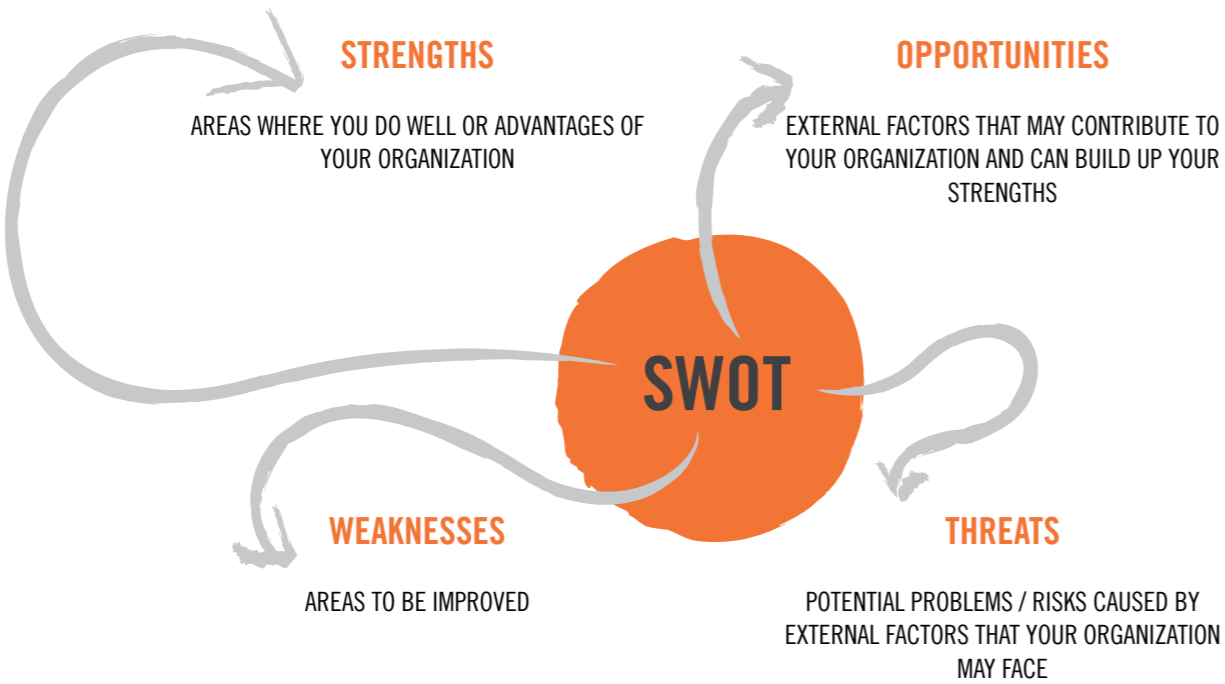 STRENGTHS
AREAS WHERE YOU DO WELL OR ADVANTAGES OF
YOUR ORGANIZATION
OPPORTUNITIES
EXTERNAL FACTORS THAT MAY CONTRIBUTE TO
YOUR ORGANIZATION AND CAN BUILD UP YOUR
STRENGTHS
SWOT
WEAKNESSES
AREAS TO BE IMPROVED
THREATS
POTENTIAL PROBLEMS / RISKS CAUSED BY
EXTERNAL FACTORS THAT YOUR ORGANIZATION
MAY FACE